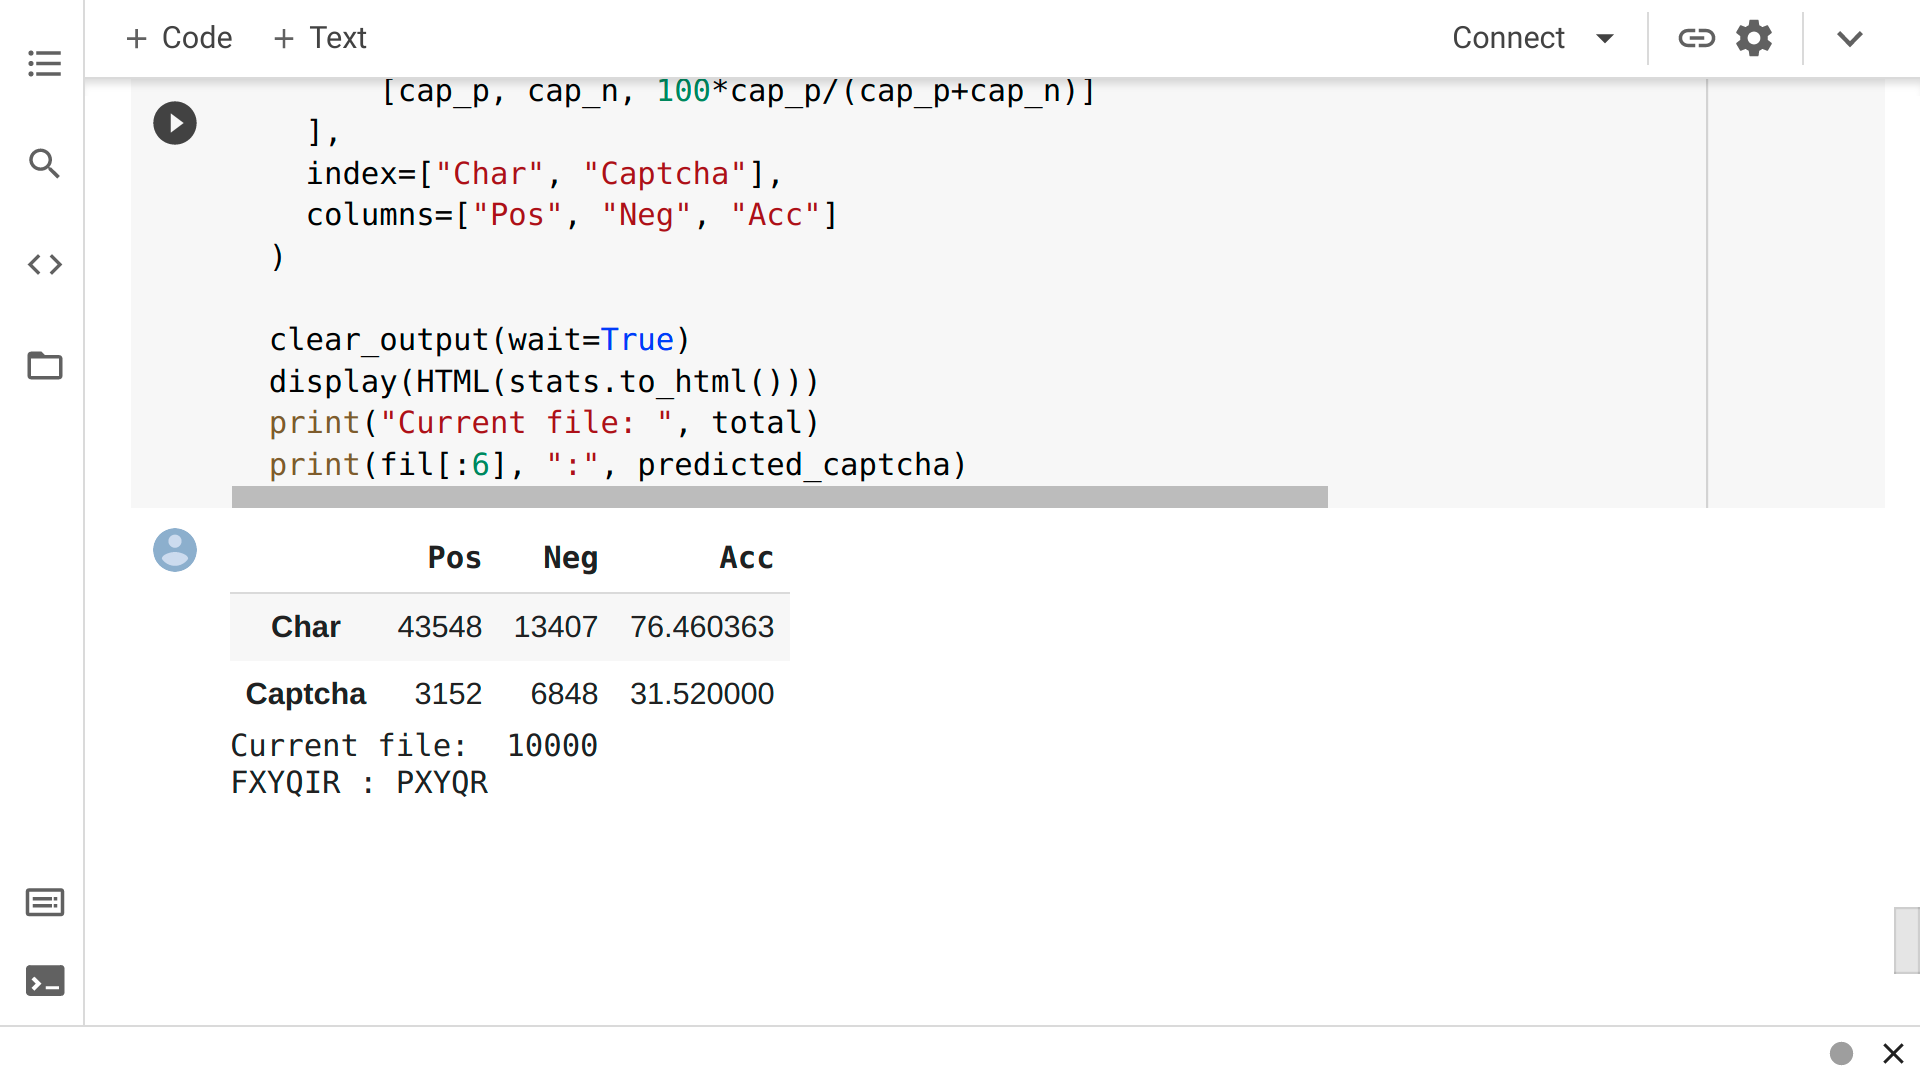 + Code + Text Connect
[cap_p, cap_n, 100*cap_p/(cap_p+cap_n)]
],
index=["Char", "Captcha"],
columns=["Pos", "Neg", "Acc"]
)
clear_output(wait=True)
display(HTML(stats.to_html()))
print("Current file: ", total)
print(fil[:6], ":", predicted_captcha)
Pos Neg Acc
Char 43548 13407 76.460363
Captcha 3152 6848 31.520000
Current file:  10000
FXYQIR : PXYQR